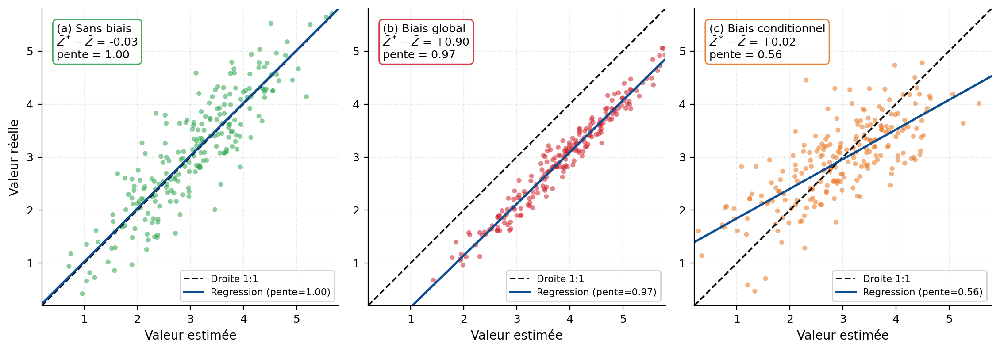 (a) Sans biais
Z̄* − Z̄ = -0.03
pente = 1.00
Valeur réelle
5
4
3
2
1
Droite 1:1
Regression (pente=1.00)
1 2 3 4 5
Valeur estimée
(b) Biais global
Z̄* − Z̄ = +0.90
pente = 0.97
5
4
3
2
1
Droite 1:1
Regression (pente=0.97)
1 2 3 4 5
Valeur estimée
(c) Biais conditionnel
Z̄* − Z̄ = +0.02
pente = 0.56
5
4
3
2
1
Droite 1:1
Regression (pente=0.56)
1 2 3 4 5
Valeur estimée